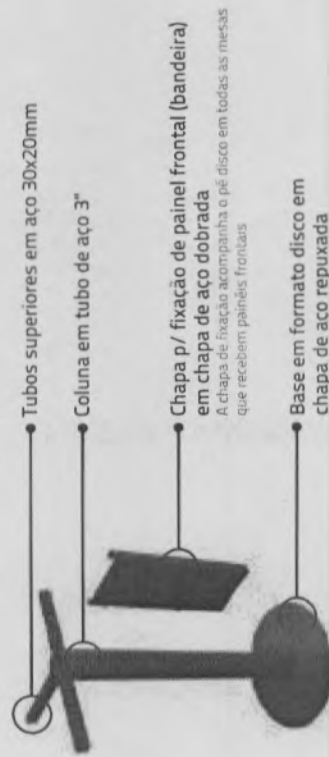 Tubos superiores em aço 30x20mm
Coluna em tubo de aço 3"
Chapa p/ fixação de painel frontal (bandeira)
em chapa de aço dobrada
A chapa de fixação acompanha o pé disco em todas as mesas
que recebem painéis frontais
Base em formato disco em
chapa de aço repuxada